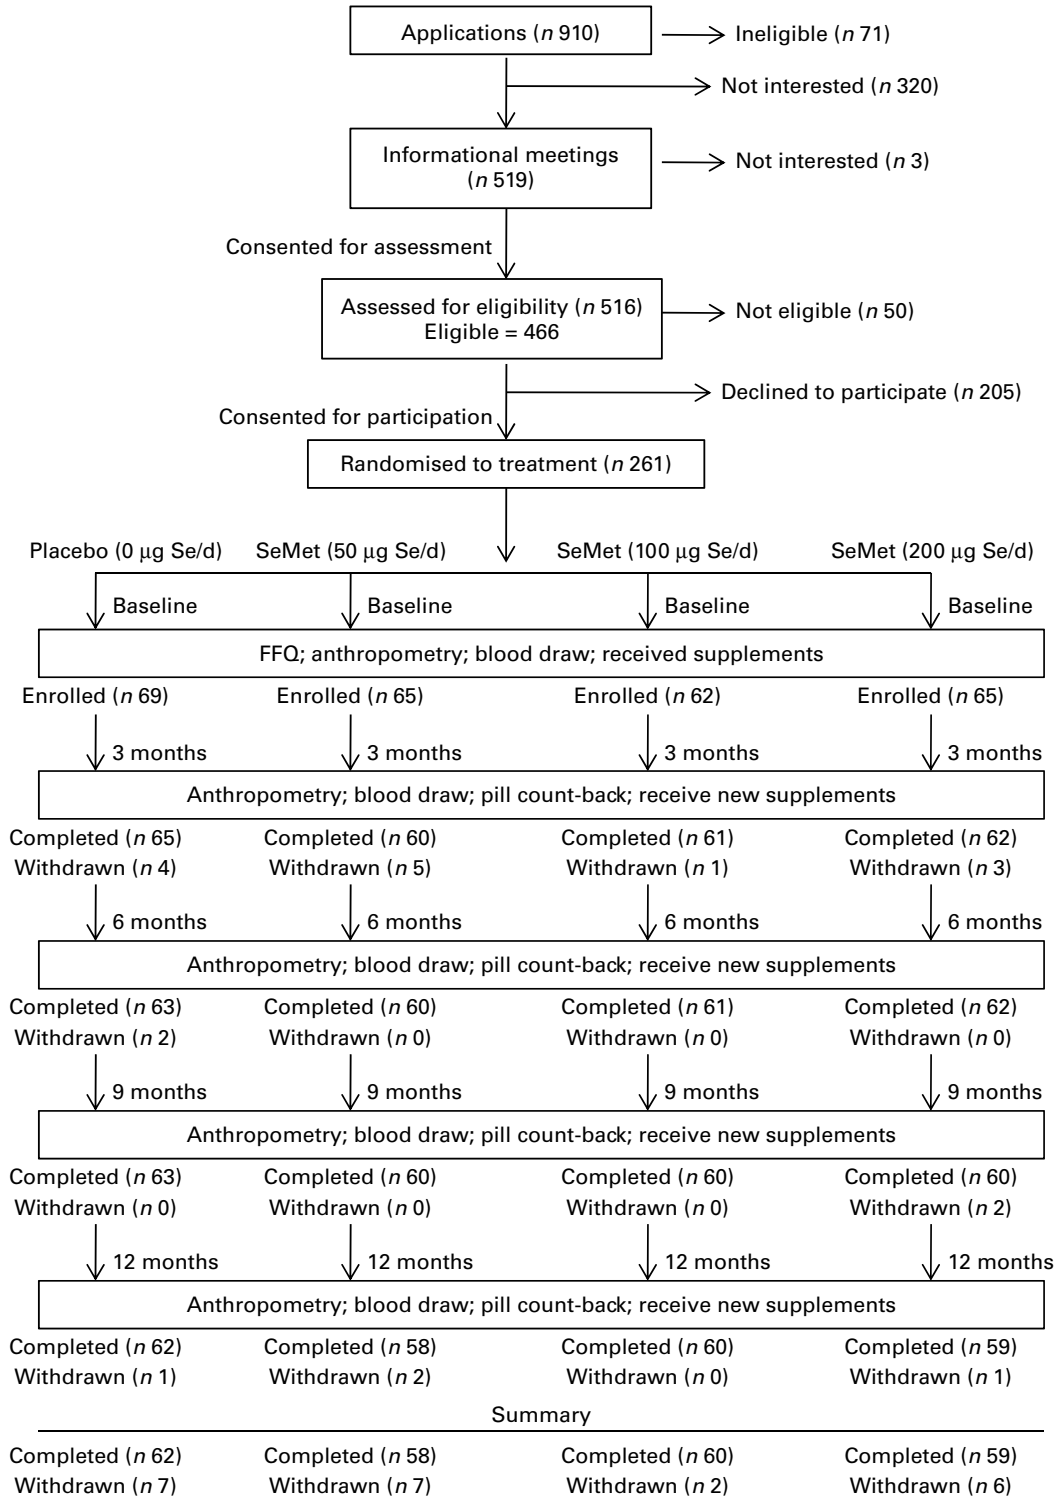 Applications (n 910)
Ineligible (n 71)
Not interested (n 320)
Informational meetings
(n 519)
Not interested (n 3)
Consented for assessment
Assessed for eligibility (n 516)
Eligible = 466
Not eligible (n 50)
Declined to participate (n 205)
Consented for participation
Randomised to treatment (n 261)
Placebo (0 μg Se/d) SeMet (50 μg Se/d) SeMet (100 μg Se/d) SeMet (200 μg Se/d)
Baseline Baseline Baseline Baseline
FFQ; anthropometry; blood draw; received supplements
Enrolled (n 69) Enrolled (n 65) Enrolled (n 62) Enrolled (n 65)
3 months 3 months 3 months 3 months
Anthropometry; blood draw; pill count-back; receive new supplements
Completed (n 65) Completed (n 60) Completed (n 61) Completed (n 62)
Withdrawn (n 4) Withdrawn (n 5) Withdrawn (n 1) Withdrawn (n 3)
6 months 6 months 6 months 6 months
Anthropometry; blood draw; pill count-back; receive new supplements
Completed (n 63) Completed (n 60) Completed (n 61) Completed (n 62)
Withdrawn (n 2) Withdrawn (n 0) Withdrawn (n 0) Withdrawn (n 0)
9 months 9 months 9 months 9 months
Anthropometry; blood draw; pill count-back; receive new supplements
Completed (n 63) Completed (n 60) Completed (n 60) Completed (n 60)
Withdrawn (n 0) Withdrawn (n 0) Withdrawn (n 0) Withdrawn (n 2)
12 months 12 months 12 months 12 months
Anthropometry; blood draw; pill count-back; receive new supplements
Completed (n 62) Completed (n 58) Completed (n 60) Completed (n 59)
Withdrawn (n 1) Withdrawn (n 2) Withdrawn (n 0) Withdrawn (n 1)
Summary
Completed (n 62) Completed (n 58) Completed (n 60) Completed (n 59)
Withdrawn (n 7) Withdrawn (n 7) Withdrawn (n 2) Withdrawn (n 6)